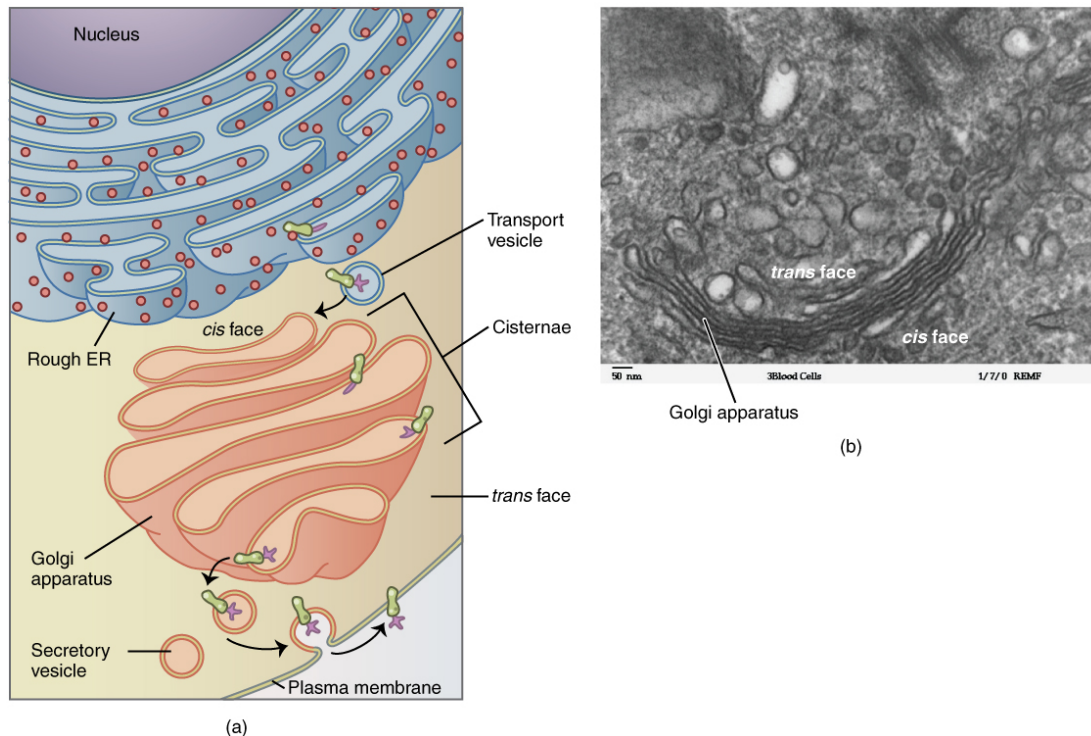 Nucleus
Transport
vesicle
cis face
Cisternae
Rough ER
trans face
Golgi
apparatus
Secretory
vesicle
Plasma membrane
(a)
trans face
cis face
50 nm
3Blood Cells
1/7/0 REMF
Golgi apparatus
(b)